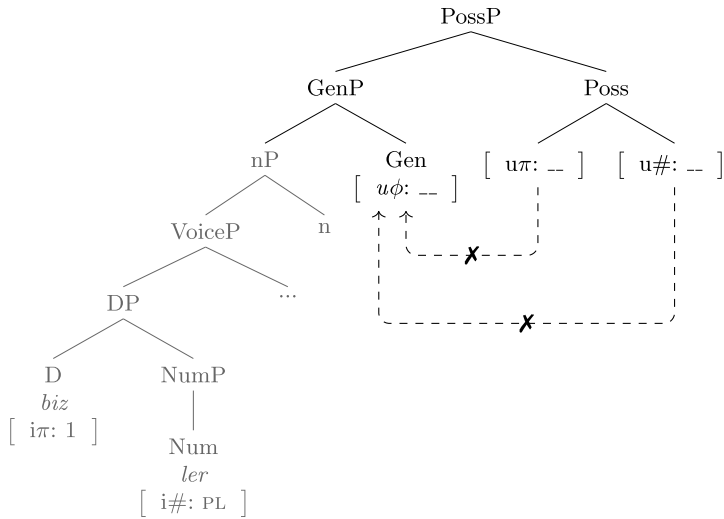 PossP
GenP Poss
nP Gen [ uπ: __ ] [ u#: __ ]
[ uϕ: __ ]
VoiceP n
✗
DP ...
✗
D NumP
biz
[ iπ: 1 ]
Num
ler
[ i#: PL ]